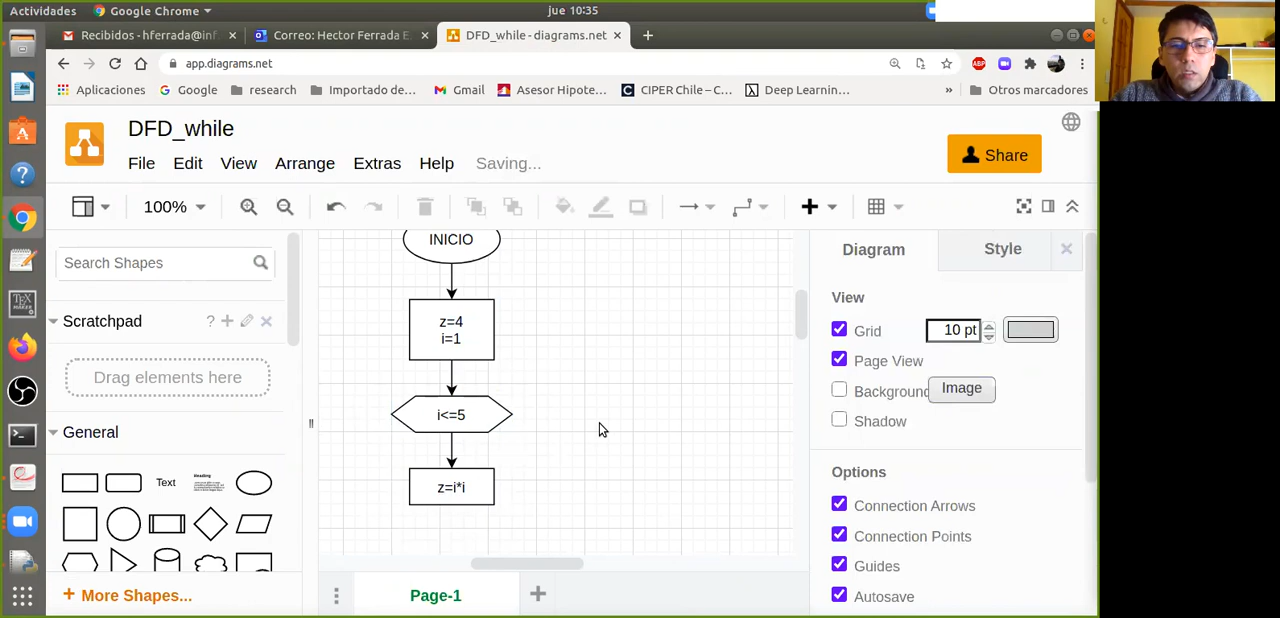 Actividades
Google Chrome
jue 10:35
Recibidos - hferrada@inf
Correo: Hector Ferrada E
DFD_while - diagrams.net
app.diagrams.net
ABP
Aplicaciones
Google
research
Importado de...
Gmail
Asesor Hipote...
CIPER Chile – C...
Deep Learnin...
»
Otros marcadores
DFD_while
File Edit View Arrange Extras Help Saving...
Share
100%
Search Shapes
Scratchpad
Drag elements here
General
Text
Heading
+ More Shapes...
INICIO
z=4
i=1
i<=5
z=i*i
Page-1
Diagram
Style
View
Grid
10 pt
Page View
Background
Image
Shadow
Options
Connection Arrows
Connection Points
Guides
Autosave